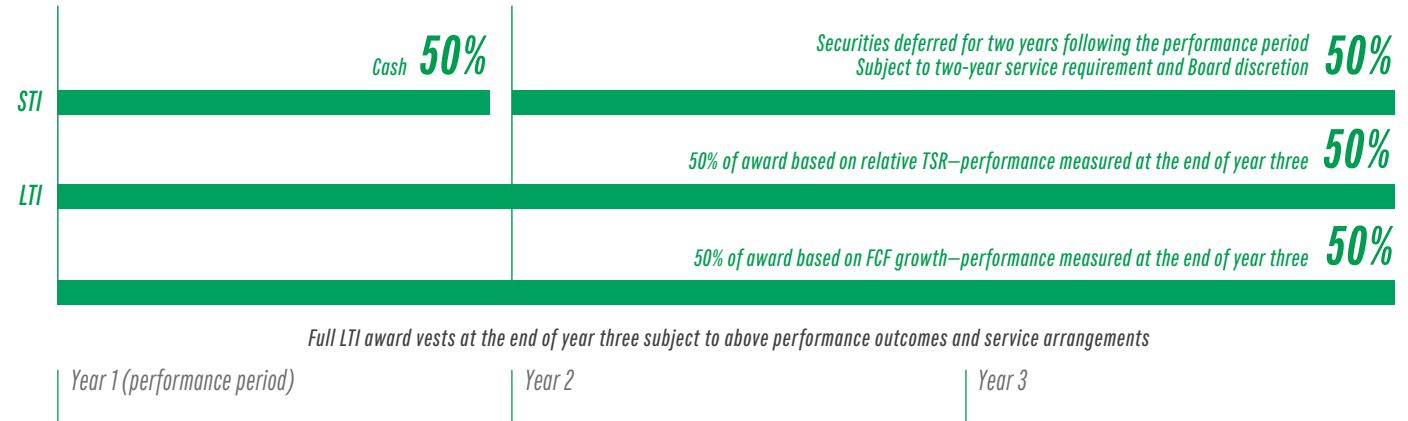 Cash 50%
Securities deferred for two years following the performance period
Subject to two-year service requirement and Board discretion
50%
STI
50% of award based on relative TSR—performance measured at the end of year three 50%
LTI
50% of award based on FCF growth—performance measured at the end of year three 50%
Full LTI award vests at the end of year three subject to above performance outcomes and service arrangements
Year 1 (performance period)
Year 2
Year 3